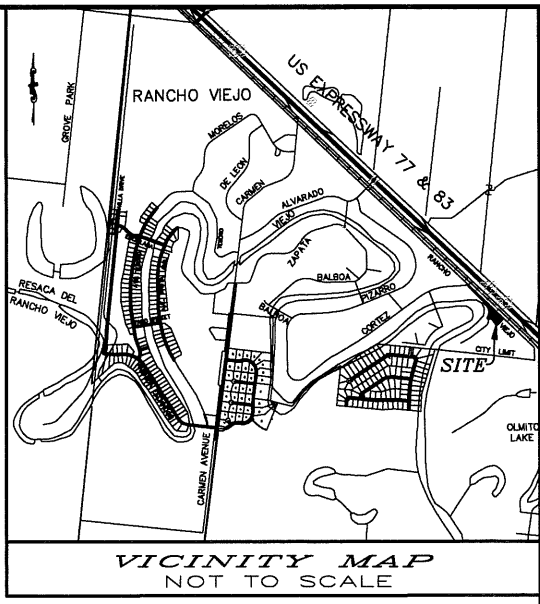 RANCHO VIEJO
US EXPRESSWAY 77 & 83
GROVE PARK
MORELOS
DE LEON
CARMEN
ALVARADO
VIEJO
ZAPATA
BALBOA
PIZARRO
BALBOA
CORTEZ
RANCHO
VIEJO
RESACA DEL
RANCHO VIEJO
CITY LIMIT
SITE
OLMITO
LAKE
CARMEN AVENUE
VICINITY MAP
NOT TO SCALE